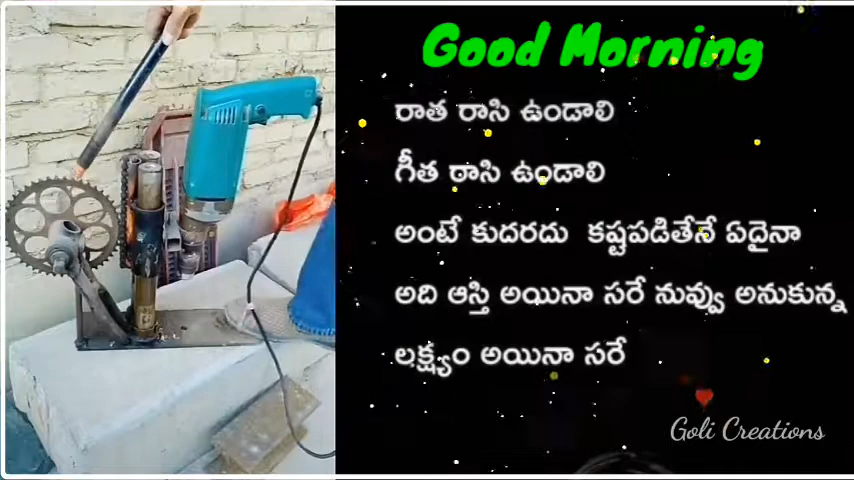 Good Morning
రాత రాసి ఉండాలి
గీత రాసి ఉండాలి
అంటే కుదరదు కష్టపడితేనే ఏదైనా
అది ఆస్తి అయినా సరే నువ్వు అనుకున్న
లక్ష్యం అయినా సరే
Goli Creations